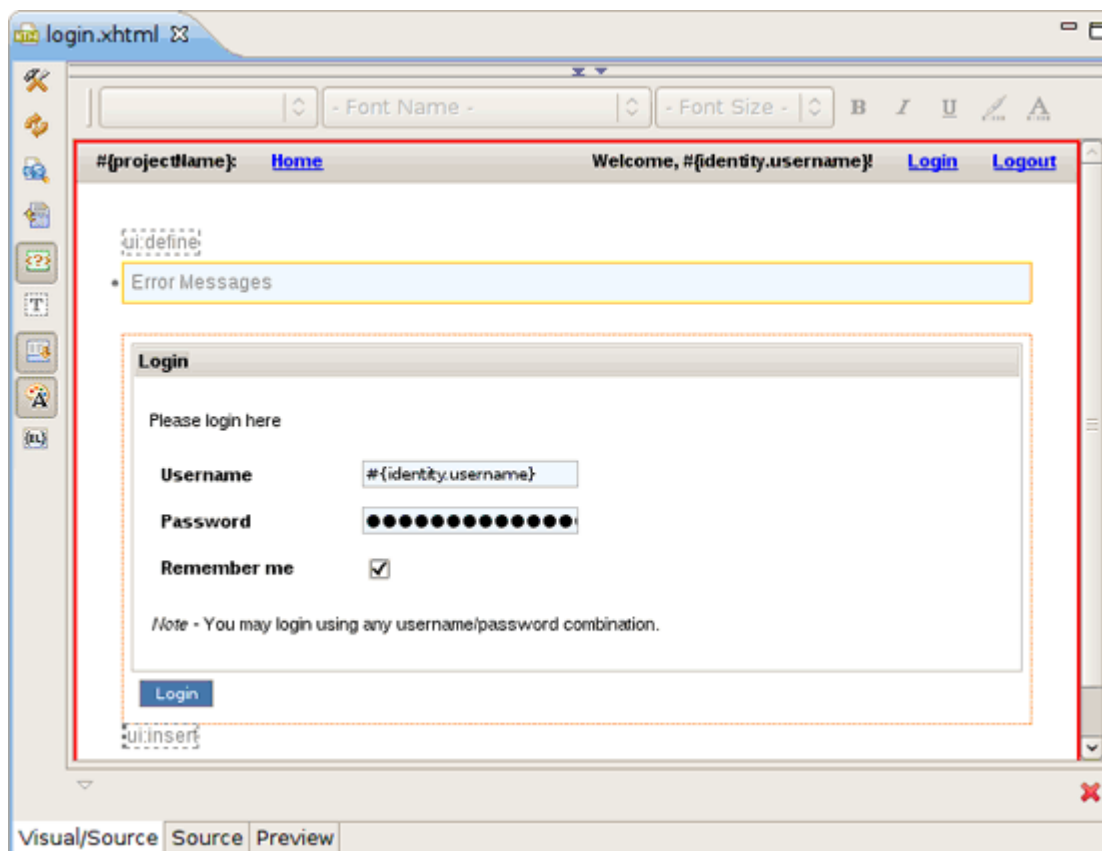 login.xhtml
- Font Name - - Font Size - B I U A
#{projectName}: Home Welcome, #{identity.username}! Login Logout
ui:define
Error Messages
<?>
T
Login
A
Please login here
{EL}
Username #{identity.username}
Password
Remember me
Note - You may login using any username/password combination.
Login
ui:insert
Visual/Source Source Preview